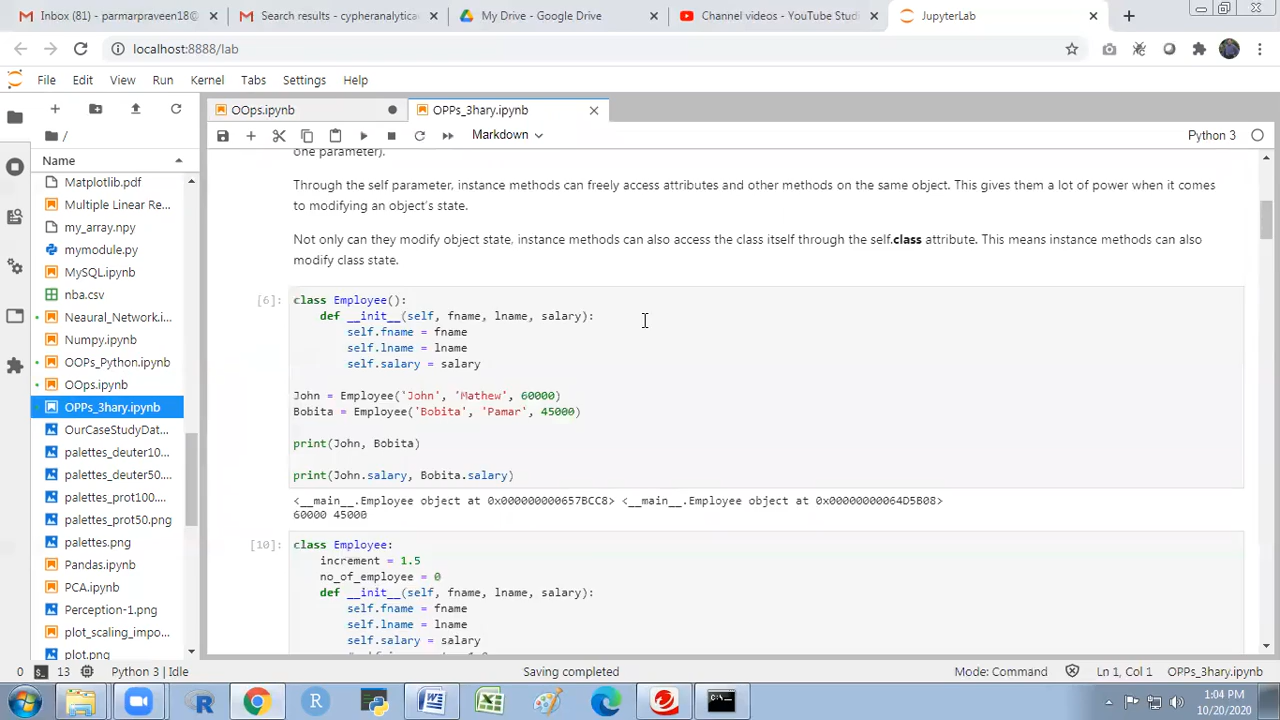 Inbox (81) - parmarpraveen18@
Search results - cypheranalytica
My Drive - Google Drive
Channel videos - YouTube Studi
JupyterLab
localhost:8888/lab
File Edit View Run Kernel Tabs Settings Help
OOps.ipynb
OPPs_3hary.ipynb
/
Markdown
Python 3
Name
Matplotlib.pdf
Multiple Linear Re...
my_array.npy
mymodule.py
MySQL.ipynb
nba.csv
Neaural_Network.i...
Numpy.ipynb
OOPs_Python.ipynb
OOps.ipynb
OPPs_3hary.ipynb
OurCaseStudyDat...
palettes_deuter10...
palettes_deuter50...
palettes_prot100....
palettes_prot50.png
palettes.png
Pandas.ipynb
PCA.ipynb
Perception-1.png
plot_scaling_impo...
plot.png
one parameter).
Through the self parameter, instance methods can freely access attributes and other methods on the same object. This gives them a lot of power when it comes
to modifying an object's state.
Not only can they modify object state, instance methods can also access the class itself through the self.class attribute. This means instance methods can also
modify class state.
[6]:
class Employee():
def __init__(self, fname, lname, salary):
self.fname = fname
self.lname = lname
self.salary = salary
John = Employee('John', 'Mathew', 60000)
Bobita = Employee('Bobita', 'Pamar', 45000)
print(John, Bobita)
print(John.salary, Bobita.salary)
<__main__.Employee object at 0x000000000657BCC8> <__main__.Employee object at 0x00000000064D5B08>
60000 45000
[10]:
class Employee:
increment = 1.5
no_of_employee = 0
def __init__(self, fname, lname, salary):
self.fname = fname
self.lname = lname
self.salary = salary
0
13
Python 3 | Idle
Saving completed
Mode: Command
Ln 1, Col 1
OPPs_3hary.ipynb
1:04 PM
10/20/2020